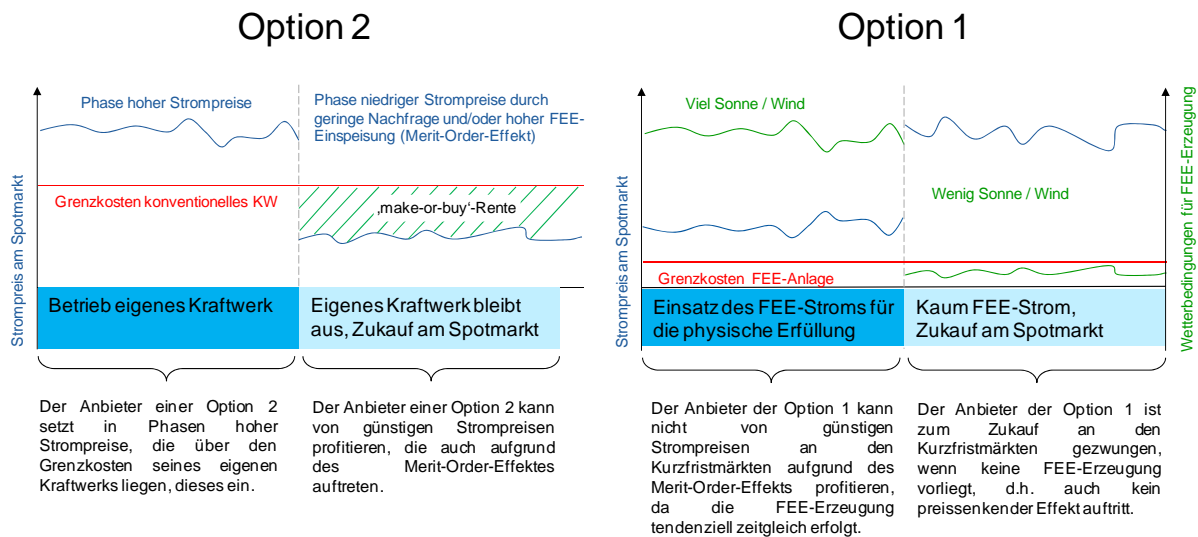 Option 2
Strompreis am Spotmarkt
Phase hoher Strompreise
Phase niedriger Strompreise durch
geringe Nachfrage und/oder hoher FEE-
Einspeisung (Merit-Order-Effekt)
Grenzkosten konventionelles KW
‚make-or-buy‘-Rente
Betrieb eigenes Kraftwerk
Eigenes Kraftwerk bleibt
aus, Zukauf am Spotmarkt
Der Anbieter einer Option 2
setzt in Phasen hoher
Strompreise, die über den
Grenzkosten seines eigenen
Kraftwerks liegen, dieses ein.
Der Anbieter einer Option 2 kann
von günstigen Strompreisen
profitieren, die auch aufgrund
des Merit-Order-Effektes
auftreten.
Option 1
Strompreis am Spotmarkt
Viel Sonne / Wind
Wenig Sonne / Wind
Grenzkosten FEE-Anlage
Wetterbedingungen für FEE-Erzeugung
Einsatz des FEE-Stroms für
die physische Erfüllung
Kaum FEE-Strom,
Zukauf am Spotmarkt
Der Anbieter der Option 1 kann
nicht von günstigen
Strompreisen an den
Kurzfristmärkten aufgrund des
Merit-Order-Effekts profitieren,
da die FEE-Erzeugung
tendenziell zeitgleich erfolgt.
Der Anbieter der Option 1 ist
zum Zukauf an den
Kurzfristmärkten gezwungen,
wenn keine FEE-Erzeugung
vorliegt, d.h. auch kein
preissenkender Effekt auftritt.